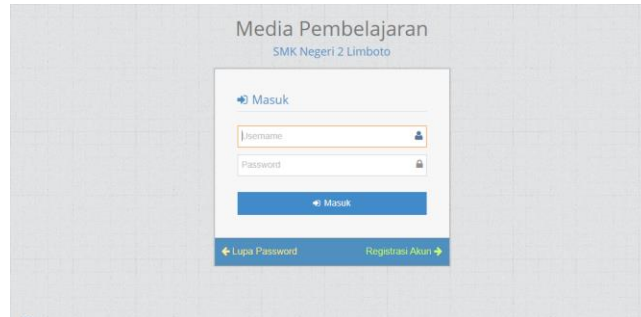 Media Pembelajaran
SMK Negeri 2 Limboto
Masuk
Username
Password
Masuk
Lupa Password
Registrasi Akun